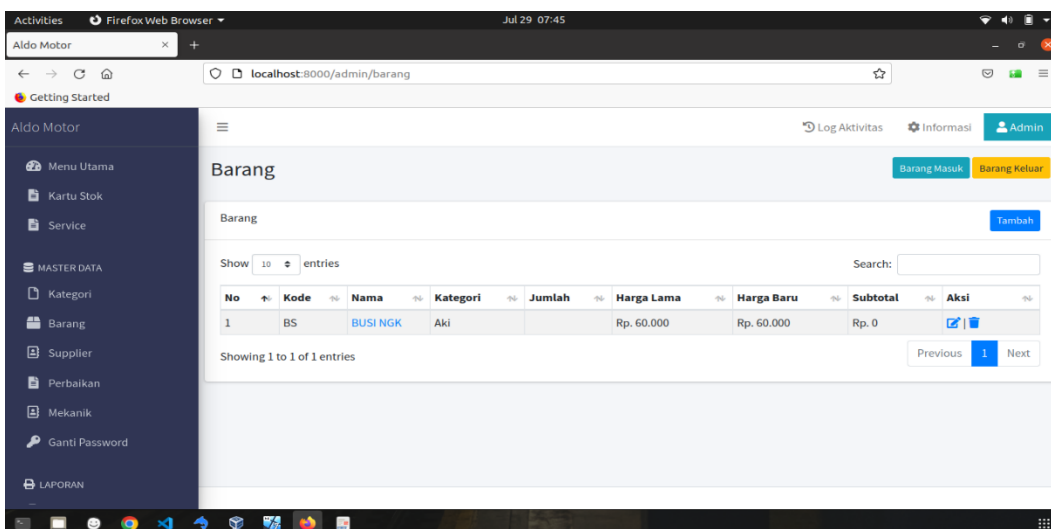 Activities Firefox Web Browser Jul 29 07:45
Aldo Motor
localhost:8000/admin/barang
Getting Started
Aldo Motor
Log Aktivitas Informasi Admin
Menu Utama
Kartu Stok
Service
MASTER DATA
Kategori
Barang
Supplier
Perbaikan
Mekanik
Ganti Password
LAPORAN
Barang Barang Masuk Barang Keluar
Barang Tambah
Show 10 entries Search:
No Kode Nama Kategori Jumlah Harga Lama Harga Baru Subtotal Aksi
1 BS BUSI NGK Aki Rp. 60.000 Rp. 60.000 Rp. 0 |
Showing 1 to 1 of 1 entries Previous 1 Next